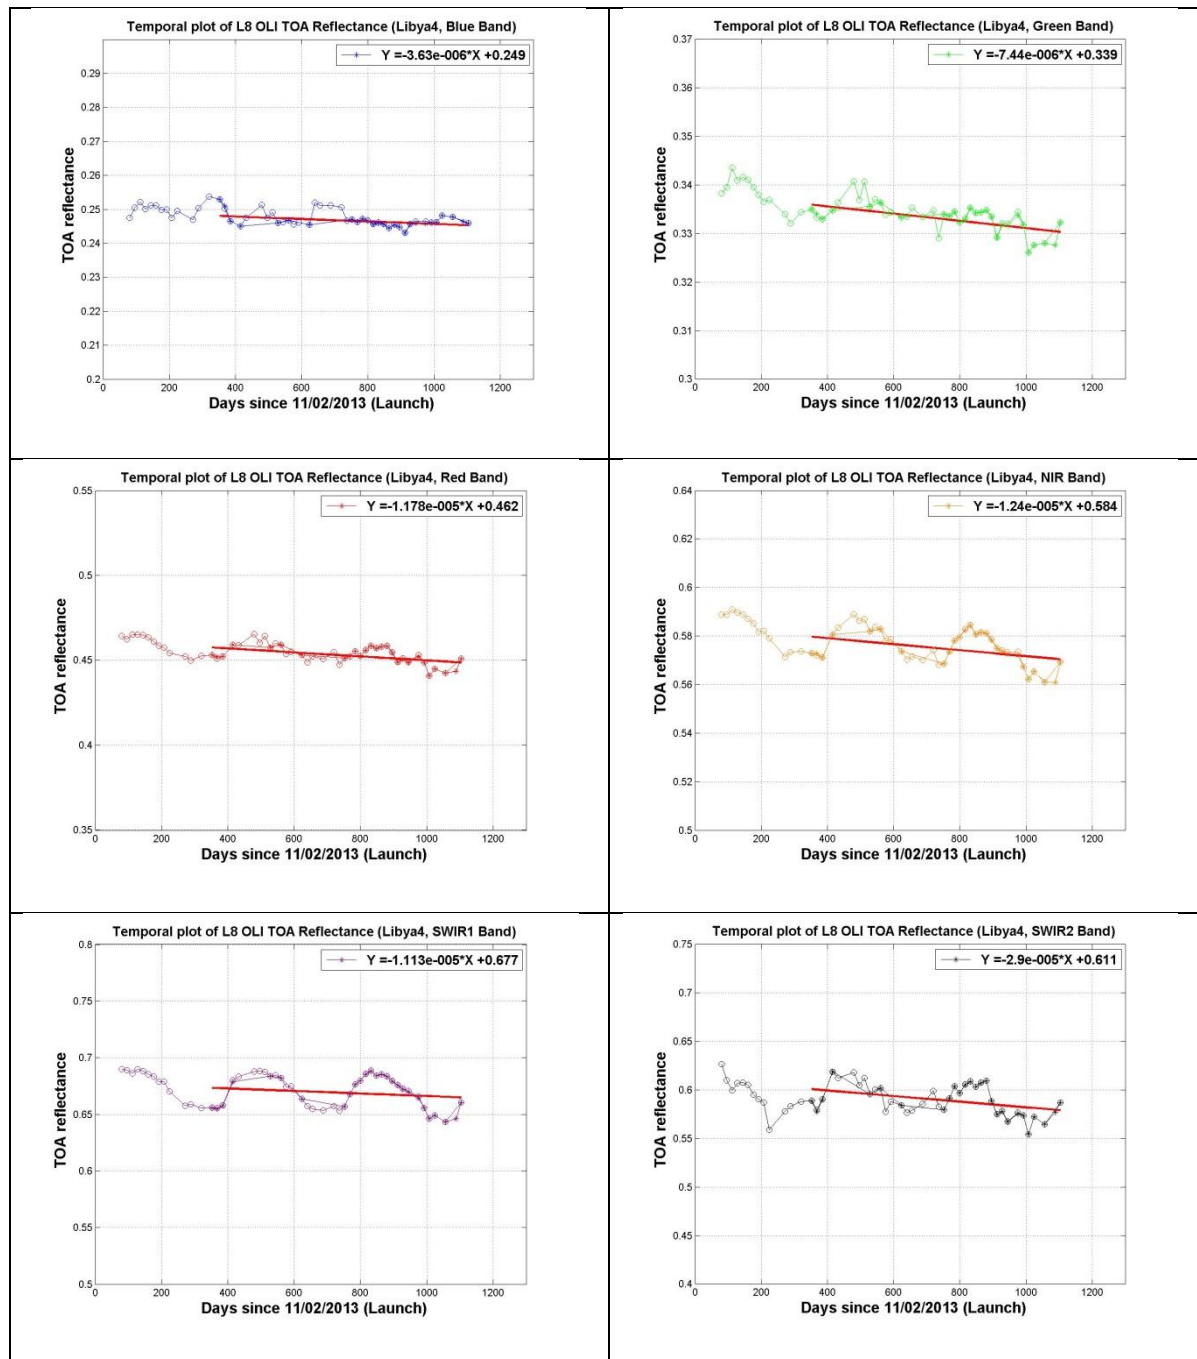 Temporal plot of L8 OLI TOA Reflectance (Libya4, Blue Band)
Y =-3.63e-006*X +0.249
0.29
0.28
0.27
0.26
0.25
0.24
0.23
0.22
0.21
0.2
TOA reflectance
0 200 400 600 800 1000 1200
Days since 11/02/2013 (Launch)
Temporal plot of L8 OLI TOA Reflectance (Libya4, Green Band)
Y =-7.44e-006*X +0.339
0.37
0.36
0.35
0.34
0.33
0.32
0.31
0.3
TOA reflectance
0 200 400 600 800 1000 1200
Days since 11/02/2013 (Launch)
Temporal plot of L8 OLI TOA Reflectance (Libya4, Red Band)
Y =-1.178e-005*X +0.462
0.55
0.5
0.45
0.4
0.35
TOA reflectance
0 200 400 600 800 1000 1200
Days since 11/02/2013 (Launch)
Temporal plot of L8 OLI TOA Reflectance (Libya4, NIR Band)
Y =-1.24e-005*X +0.584
0.64
0.62
0.6
0.58
0.56
0.54
0.52
0.5
TOA reflectance
0 200 400 600 800 1000 1200
Days since 11/02/2013 (Launch)
Temporal plot of L8 OLI TOA Reflectance (Libya4, SWIR1 Band)
Y =-1.113e-005*X +0.677
0.8
0.75
0.7
0.65
0.6
0.55
0.5
TOA reflectance
0 200 400 600 800 1000 1200
Days since 11/02/2013 (Launch)
Temporal plot of L8 OLI TOA Reflectance (Libya4, SWIR2 Band)
Y =-2.9e-005*X +0.611
0.75
0.7
0.65
0.6
0.55
0.5
0.45
0.4
TOA reflectance
0 200 400 600 800 1000 1200
Days since 11/02/2013 (Launch)